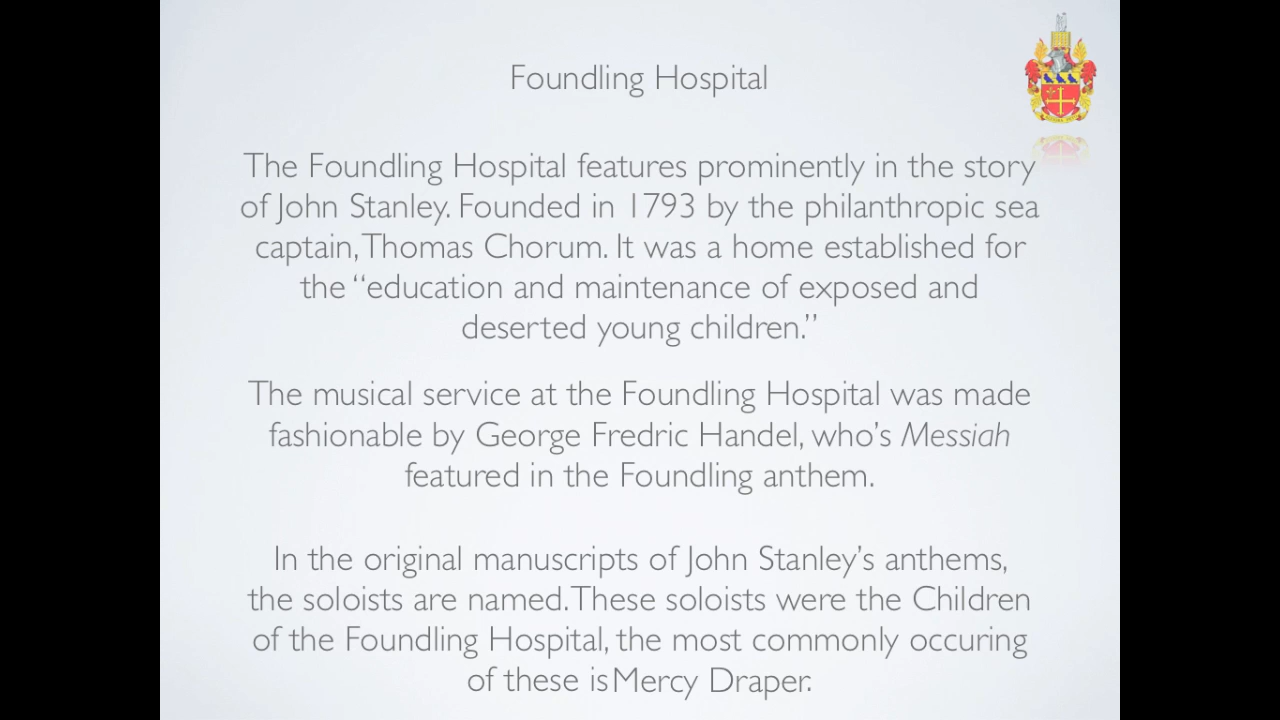 Foundling Hospital
The Foundling Hospital features prominently in the story
of John Stanley. Founded in 1793 by the philanthropic sea
captain, Thomas Chorum. It was a home established for
the “education and maintenance of exposed and
deserted young children.”
The musical service at the Foundling Hospital was made
fashionable by George Fredric Handel, who’s Messiah
featured in the Foundling anthem.
In the original manuscripts of John Stanley’s anthems,
the soloists are named. These soloists were the Children
of the Foundling Hospital, the most commonly occuring
of these is Mercy Draper.